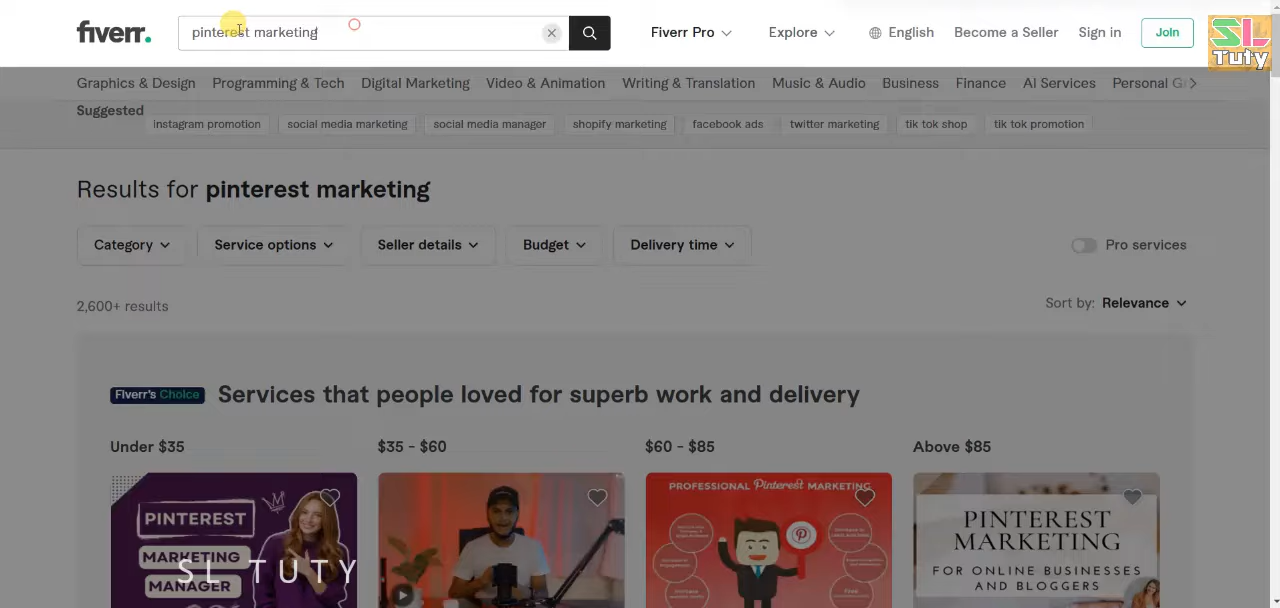 fiverr.
pinterest marketing
Fiverr Pro
Explore
English
Become a Seller
Sign in
Join
SL
Tuty
Graphics & Design
Programming & Tech
Digital Marketing
Video & Animation
Writing & Translation
Music & Audio
Business
Finance
AI Services
Personal Gr
Suggested
instagram promotion
social media marketing
social media manager
shopify marketing
facebook ads
twitter marketing
tik tok shop
tik tok promotion
Results for pinterest marketing
Category
Service options
Seller details
Budget
Delivery time
Pro services
2,600+ results
Sort by: Relevance
Fiverr's Choice
Services that people loved for superb work and delivery
Under $35
$35 - $60
$60 - $85
Above $85
PINTEREST
MARKETING
MANAGER
SL TUTY
PROFESSIONAL Pinterest MARKETING
PINTEREST
MARKETING
FOR ONLINE BUSINESSES
AND BLOGGERS